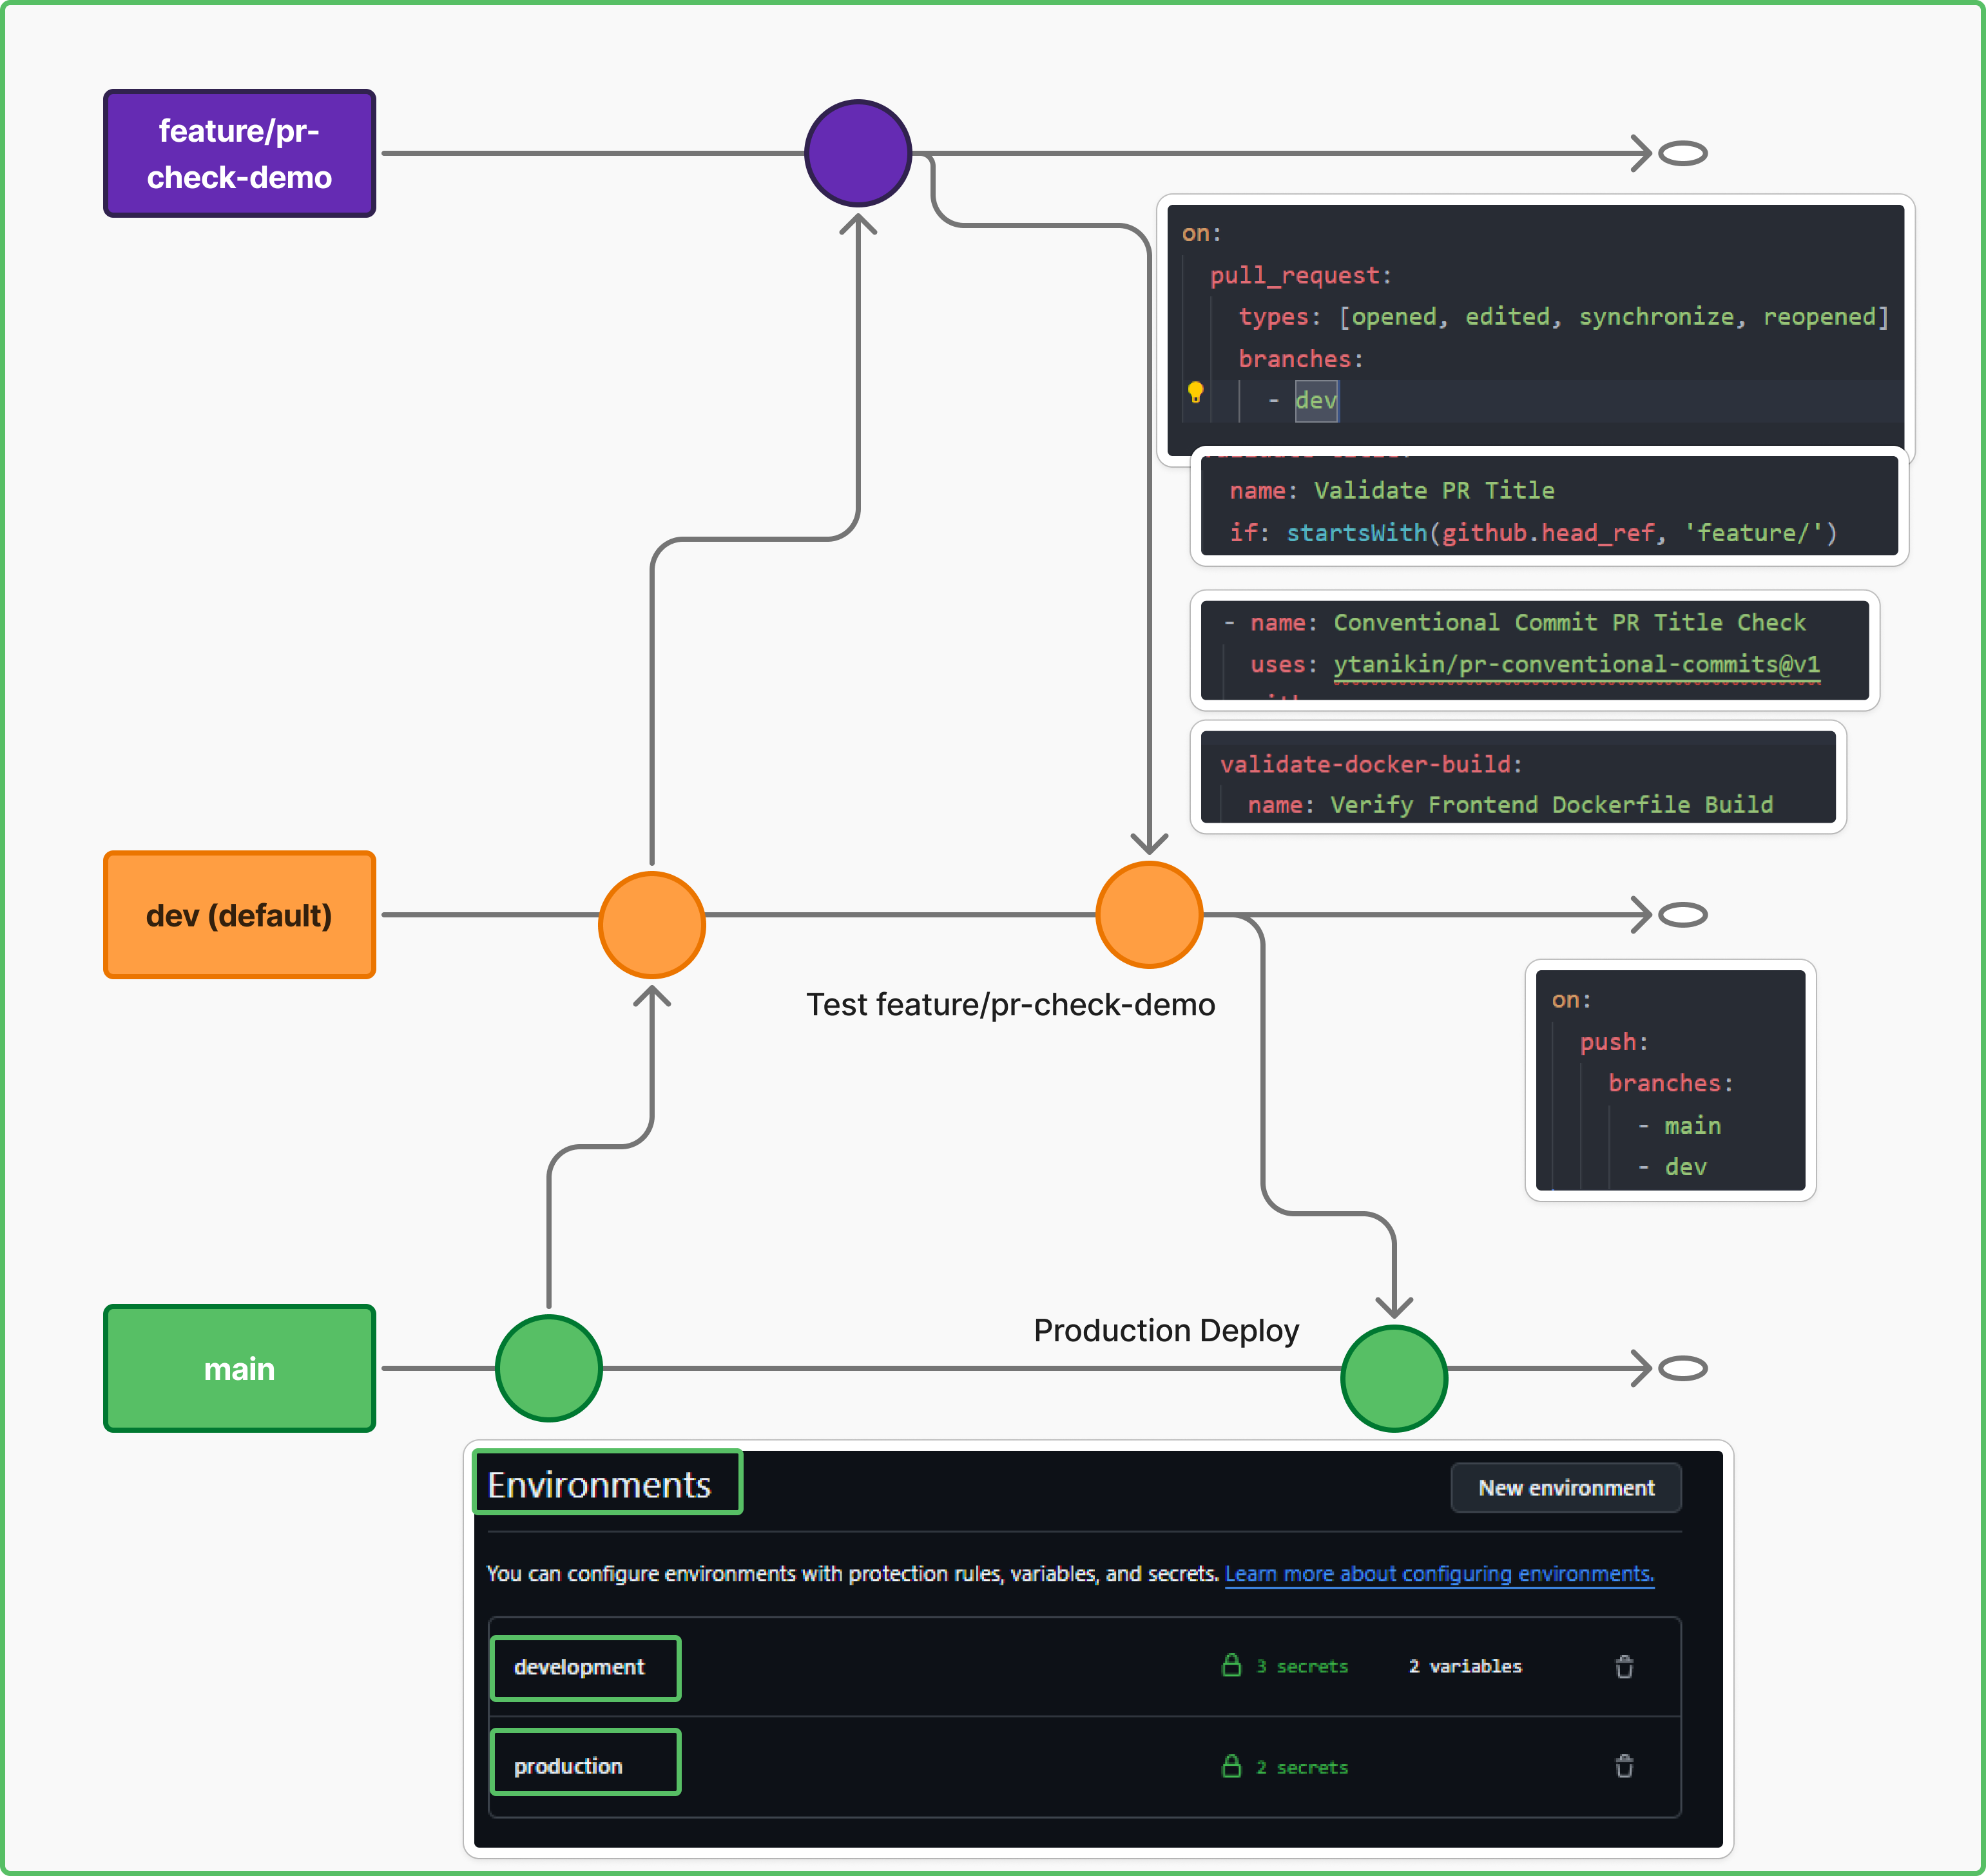 feature/pr-
check-demo
on:
pull_request:
types: [opened, edited, synchronize, reopened]
branches:
- dev
name: Validate PR Title
if: startsWith(github.head_ref, 'feature/')
- name: Conventional Commit PR Title Check
uses: ytanikin/pr-conventional-commits@v1
validate-docker-build:
name: Verify Frontend Dockerfile Build
dev (default)
Test feature/pr-check-demo
on:
push:
branches:
- main
- dev
Production Deploy
main
Environments
New environment
You can configure environments with protection rules, variables, and secrets. Learn more about configuring environments.
development
3 secrets
2 variables
production
2 secrets